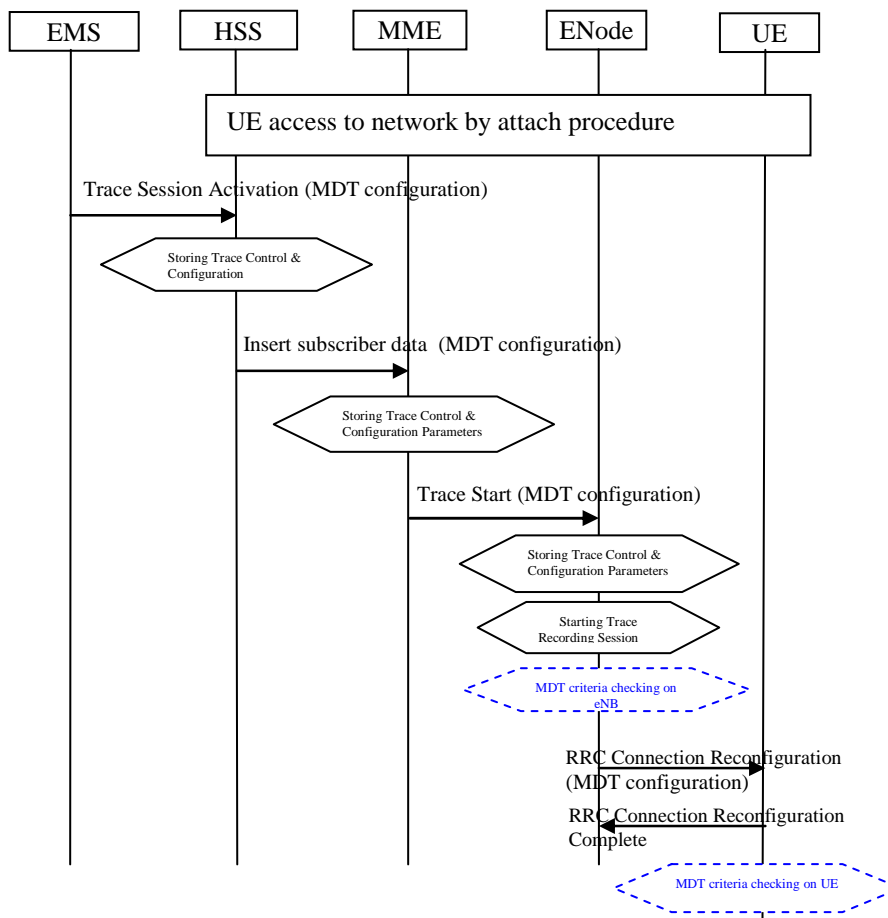 EMS HSS MME ENode UE
UE access to network by attach procedure
Trace Session Activation (MDT configuration)
Storing Trace Control &
Configuration
Insert subscriber data (MDT configuration)
Storing Trace Control &
Configuration Parameters
Trace Start (MDT configuration)
Storing Trace Control &
Configuration Parameters
Starting Trace
Recording Session
MDT criteria checking on
eNB
RRC Connection Reconfiguration
(MDT configuration)
RRC Connection Reconfiguration
Complete
MDT criteria checking on UE